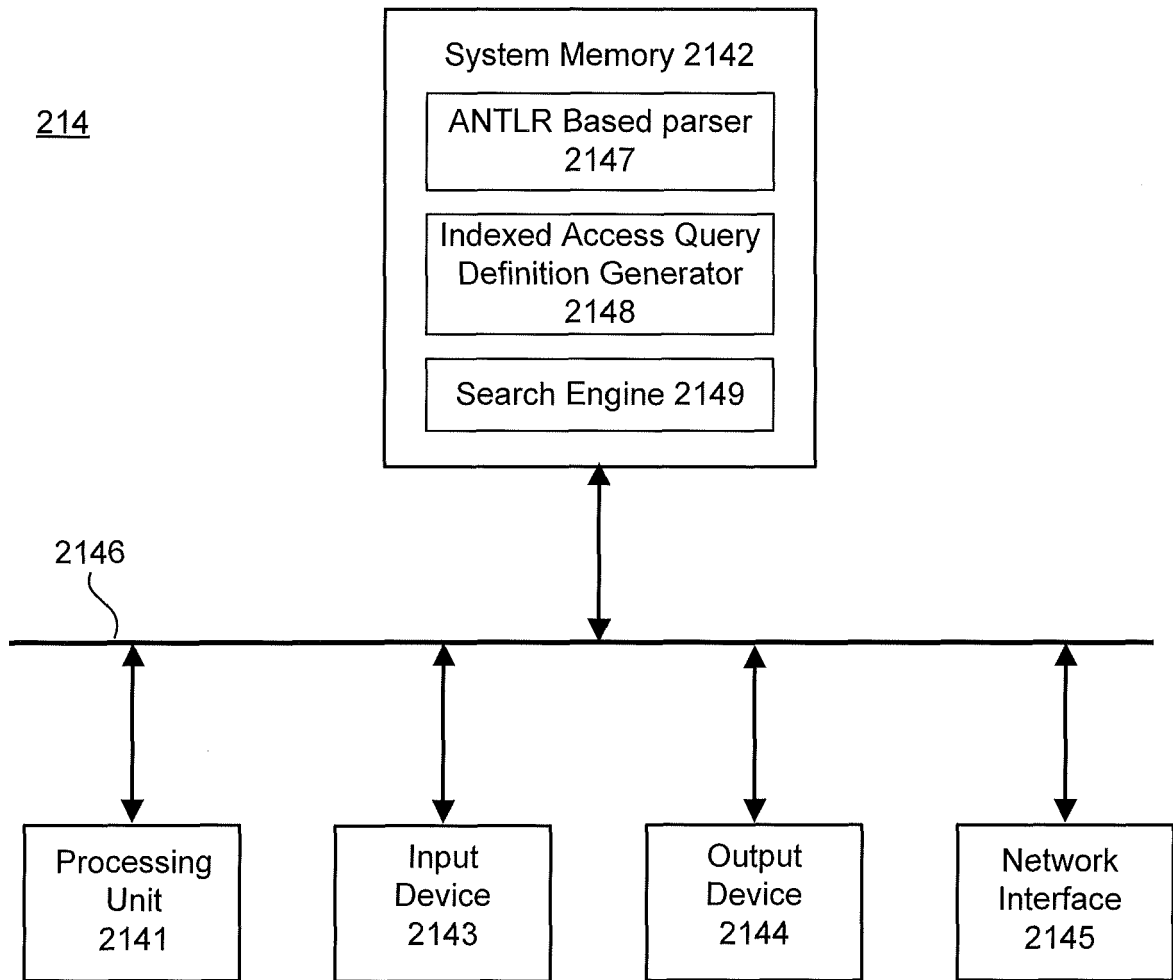 System Memory 2142
214
ANTLR Based parser
2147
Indexed Access Query
Definition Generator
2148
Search Engine 2149
2146
Processing
Unit
2141
Input
Device
2143
Output
Device
2144
Network
Interface
2145